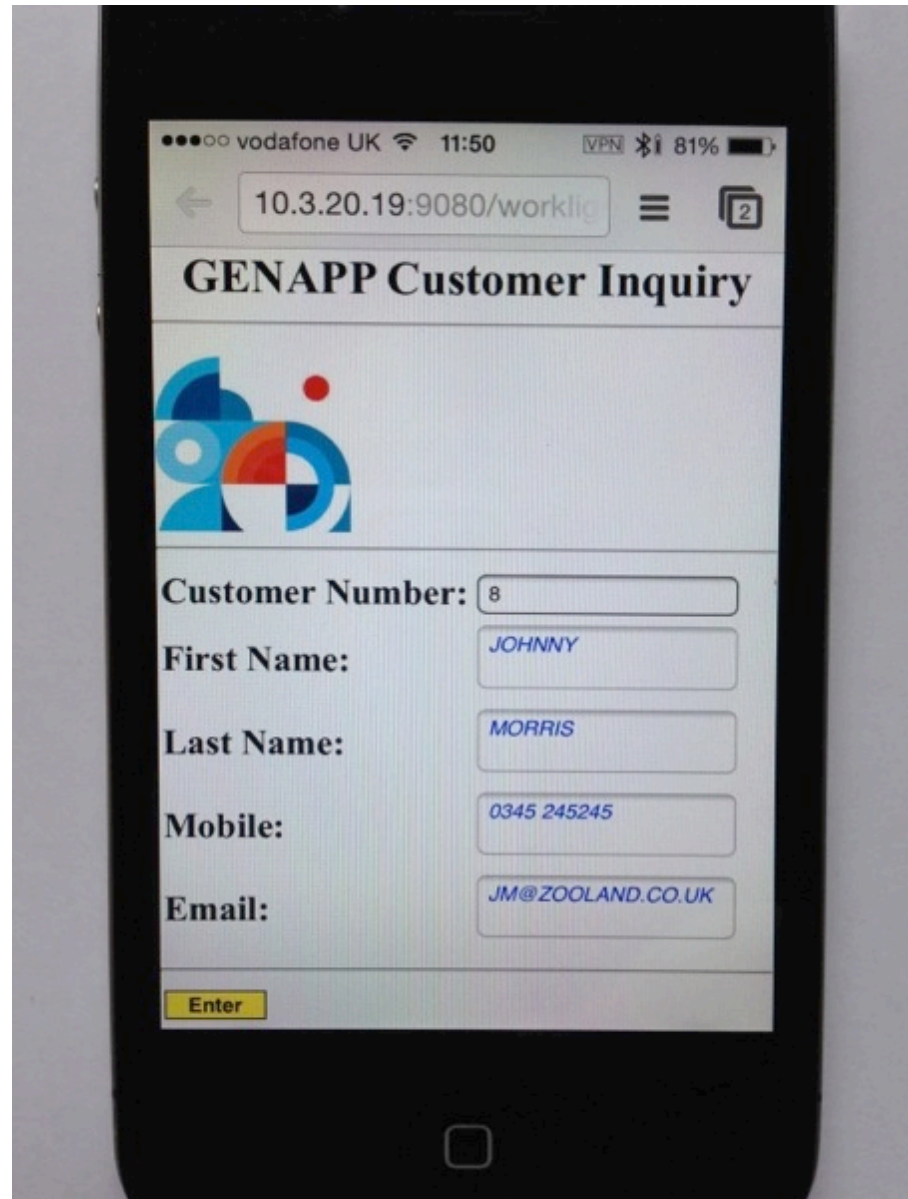 vodafone UK 11:50 VPN 81%
10.3.20.19:9080/worklig 2
GENAPP Customer Inquiry
Customer Number: 8
First Name: JOHNNY
Last Name: MORRIS
Mobile: 0345 245245
Email: JM@ZOOLAND.CO.UK
Enter